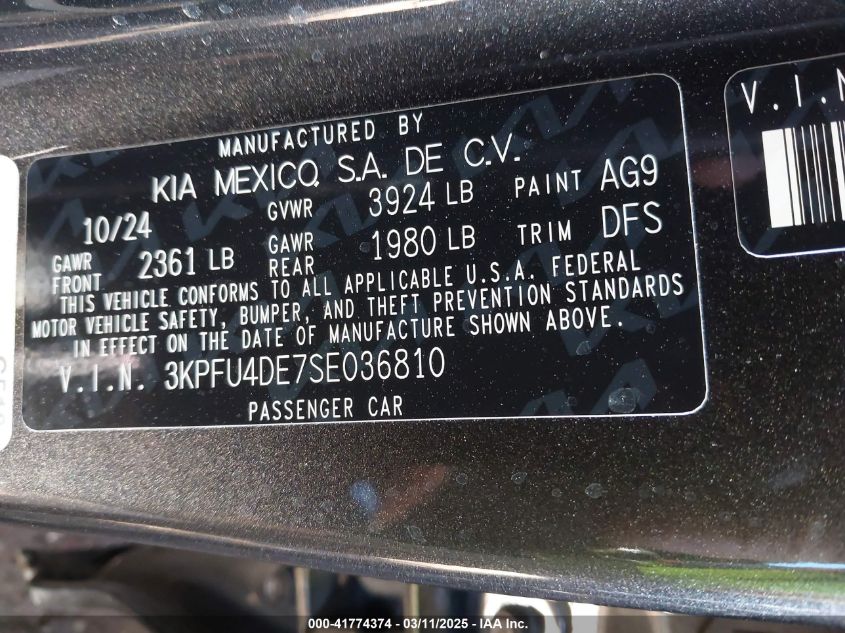 MANUFACTURED BY
KIA MEXICO, S.A. DE C.V.
10/24 GVWR 3924 LB PAINT AG9
GAWR FRONT 2361 LB GAWR REAR 1980 LB TRIM DFS
THIS VEHICLE CONFORMS TO ALL APPLICABLE U.S.A. FEDERAL
MOTOR VEHICLE SAFETY, BUMPER, AND THEFT PREVENTION STANDARDS
IN EFFECT ON THE DATE OF MANUFACTURE SHOWN ABOVE.
V.I.N. 3KPFU4DE7SE036810
PASSENGER CAR
V.I.N
000-41774374 - 03/11/2025 - IAA Inc.